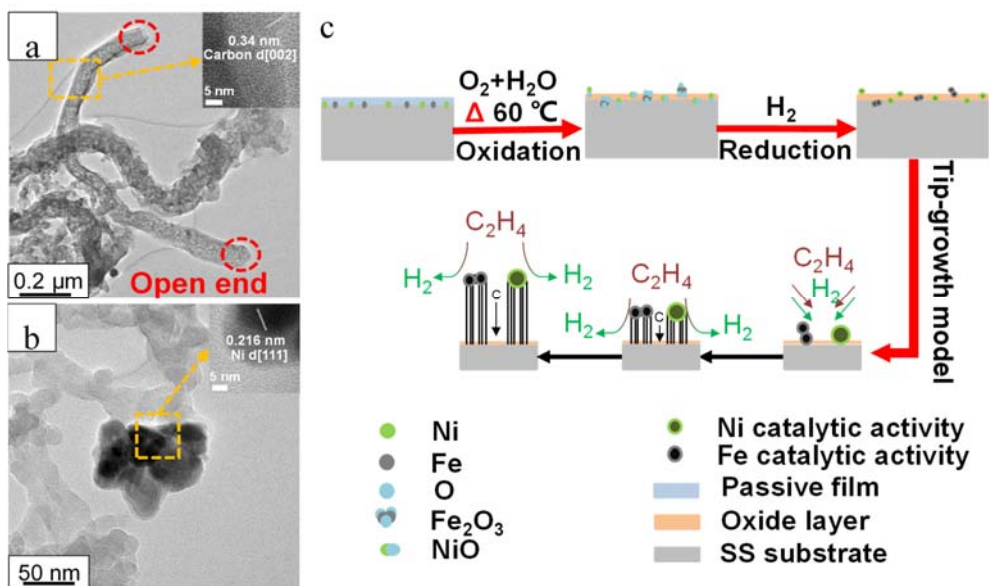 a
0.34 nm
Carbon d[002]
5 nm
0.2 µm
Open end
b
0.216 nm
Ni d[111]
5 nm
50 nm
c
O₂+H₂O
Δ 60 ℃
Oxidation
H₂
Reduction
Tip-growth model
C₂H₄
H₂
C
H₂
C₂H₄
H₂
C
H₂
C₂H₄
H₂
Ni
Fe
O
Fe₂O₃
NiO
Ni catalytic activity
Fe catalytic activity
Passive film
Oxide layer
SS substrate